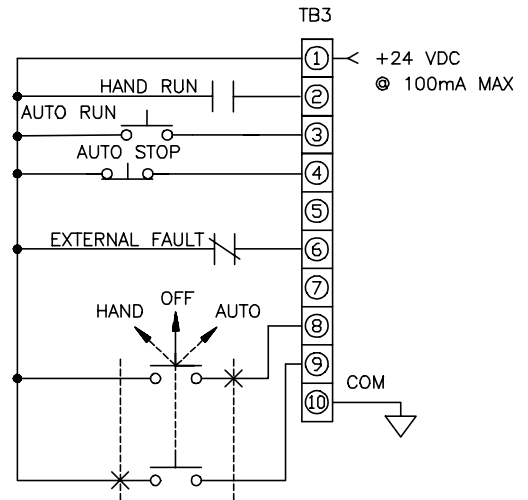 TB3
1
+24 VDC
@ 100mA MAX
HAND RUN
2
AUTO RUN
3
AUTO STOP
4
5
EXTERNAL FAULT
6
7
OFF
HAND
AUTO
8
9
COM
10